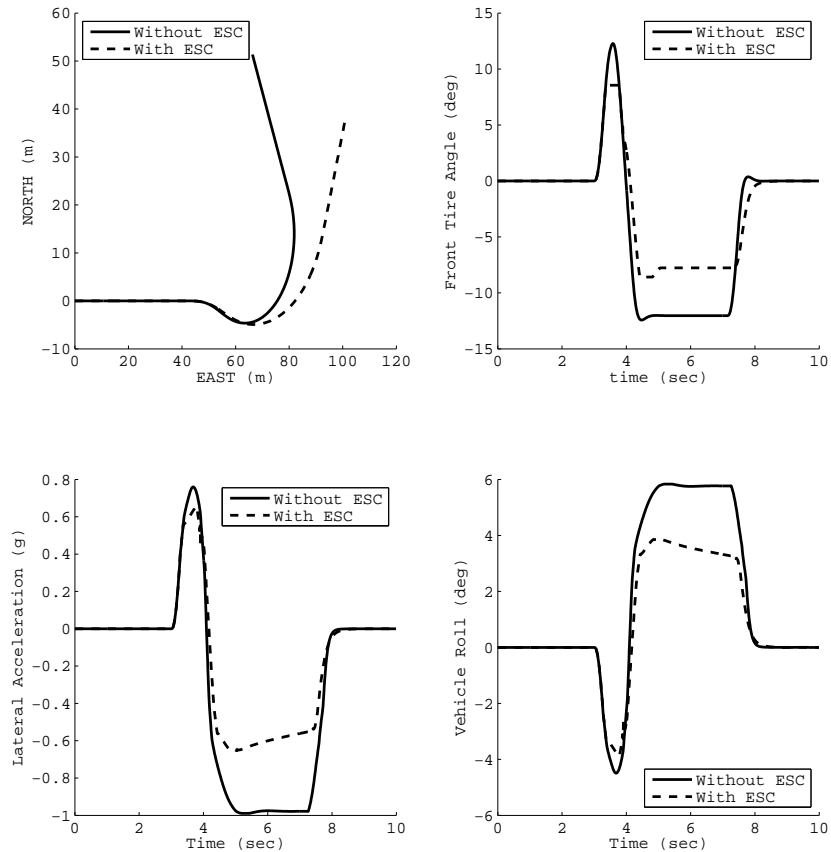 60
50
40
30
20
10
0
−10
NORTH (m)
0 20 40 60 80 100 120
EAST (m)
Without ESC
With ESC
15
10
5
0
−5
−10
−15
Front Tire Angle (deg)
0 2 4 6 8 10
time (sec)
Without ESC
With ESC
0.8
0.6
0.4
0.2
0
−0.2
−0.4
−0.6
−0.8
−1
Lateral Acceleration (g)
0 2 4 6 8 10
Time (sec)
Without ESC
With ESC
6
4
2
0
−2
−4
−6
Vehicle Roll (deg)
0 2 4 6 8 10
Time (sec)
Without ESC
With ESC